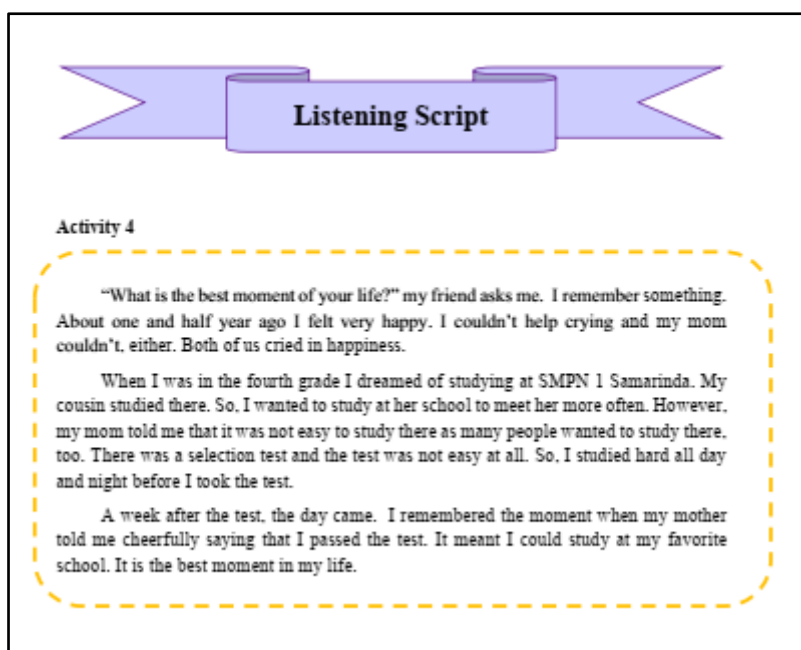 Listening Script
Activity 4
“What is the best moment of your life?” my friend asks me. I remember something.
About one and half year ago I felt very happy. I couldn’t help crying and my mom
couldn’t, either. Both of us cried in happiness.
When I was in the fourth grade I dreamed of studying at SMPN 1 Samarinda. My
cousin studied there. So, I wanted to study at her school to meet her more often. However,
my mom told me that it was not easy to study there as many people wanted to study there,
too. There was a selection test and the test was not easy at all. So, I studied hard all day
and night before I took the test.
A week after the test, the day came. I remembered the moment when my mother
told me cheerfully saying that I passed the test. It meant I could study at my favorite
school. It is the best moment in my life.